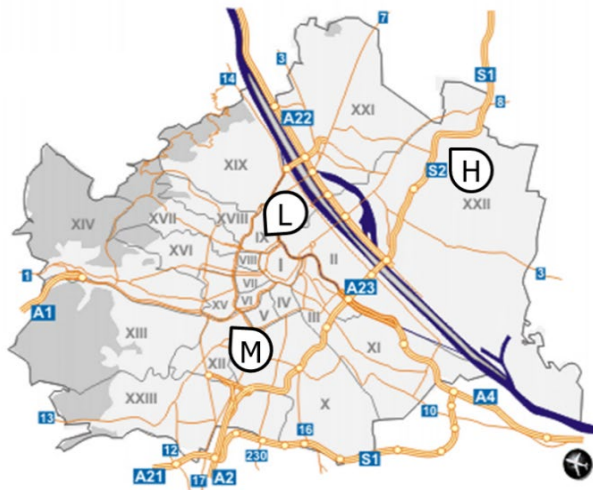 7
3
S1
14
A22
8
XXI
S2
H
XIX
XXII
L
XIV
XVII
XVIII
IX
II
XVI
VIII
I
1
VII
3
A23
XV
VI
IV
A1
V
III
XIII
M
XI
XII
A4
XXIII
X
10
13
12
16
A21
17
A2
230
S1